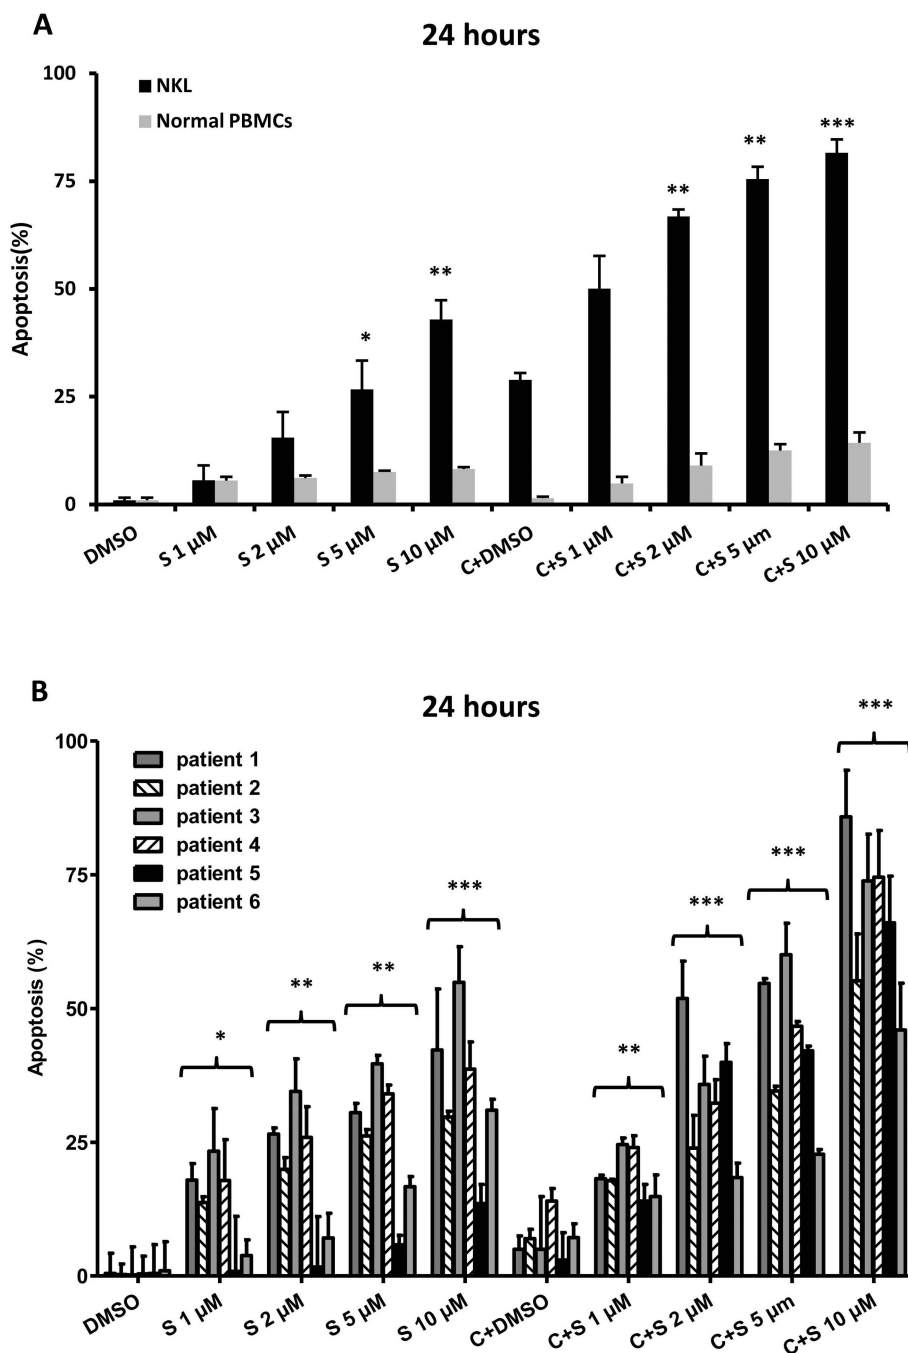 A
24 hours
100
NKL
Normal PBMCs
***
**
75
**
**
Apoptosis(%)
50
*
25
0
DMSO
S 1 µM
S 2 µM
S 5 µM
S 10 µM
C+DMSO
C+S 1 µM
C+S 2 µM
C+S 5 µm
C+S 10 µM
B
24 hours
***
100
patient 1
patient 2
patient 3
patient 4
patient 5
patient 6
***
75
***
***
**
**
Apoptosis (%)
50
**
*
25
0
DMSO
S 1 µM
S 2 µM
S 5 µM
S 10 µM
C+DMSO
C+S 1 µM
C+S 2 µM
C+S 5 µm
C+S 10 µM